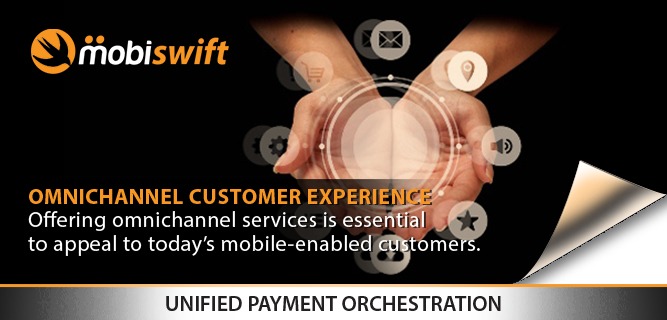 mobiswift
OMNICHANNEL CUSTOMER EXPERIENCE
Offering omnichannel services is essential
to appeal to today’s mobile-enabled customers.
UNIFIED PAYMENT ORCHESTRATION